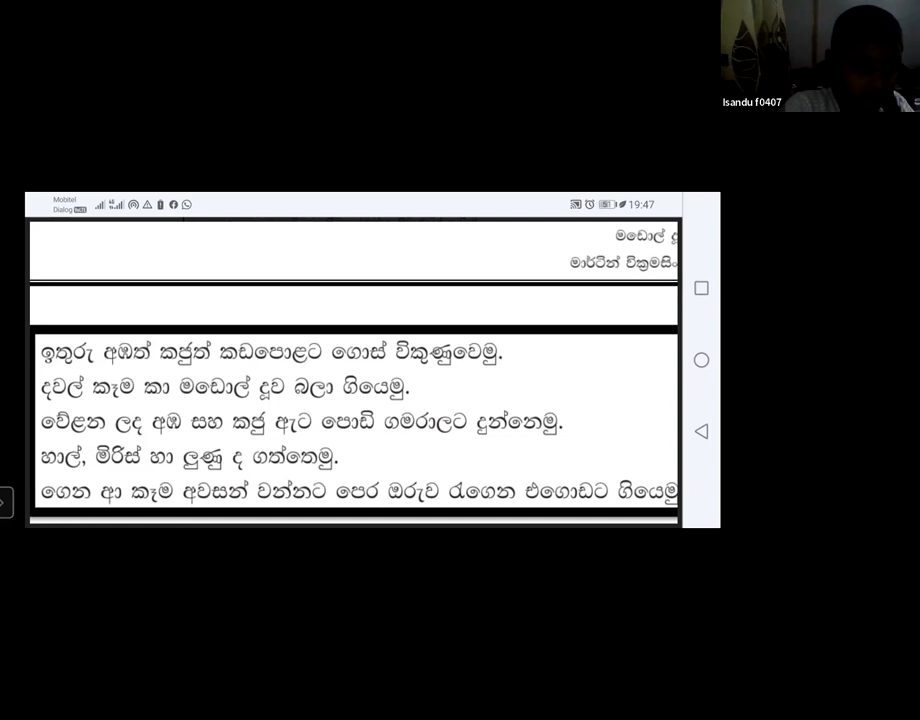 Isandu f0407
Mobitel
Dialog VoLTE
19:47
මඩොල් දූ
මාර්ටින් වික්‍රමසිං
ඉතුරු අඹත් කජුත් කඩපොළට ගොස් විකුණුවෙමු.
දවල් කෑම කා මඩොල් දූව බලා ගියෙමු.
වේළන ලද අඹ සහ කජු ඇට පොඩි ගමරාලට දුන්නෙමු.
හාල්, මිරිස් හා ලුණු ද ගත්තෙමු.
ගෙන ආ කෑම අවසන් වන්නට පෙර ඔරුව රැගෙන එගොඩට ගියෙමු